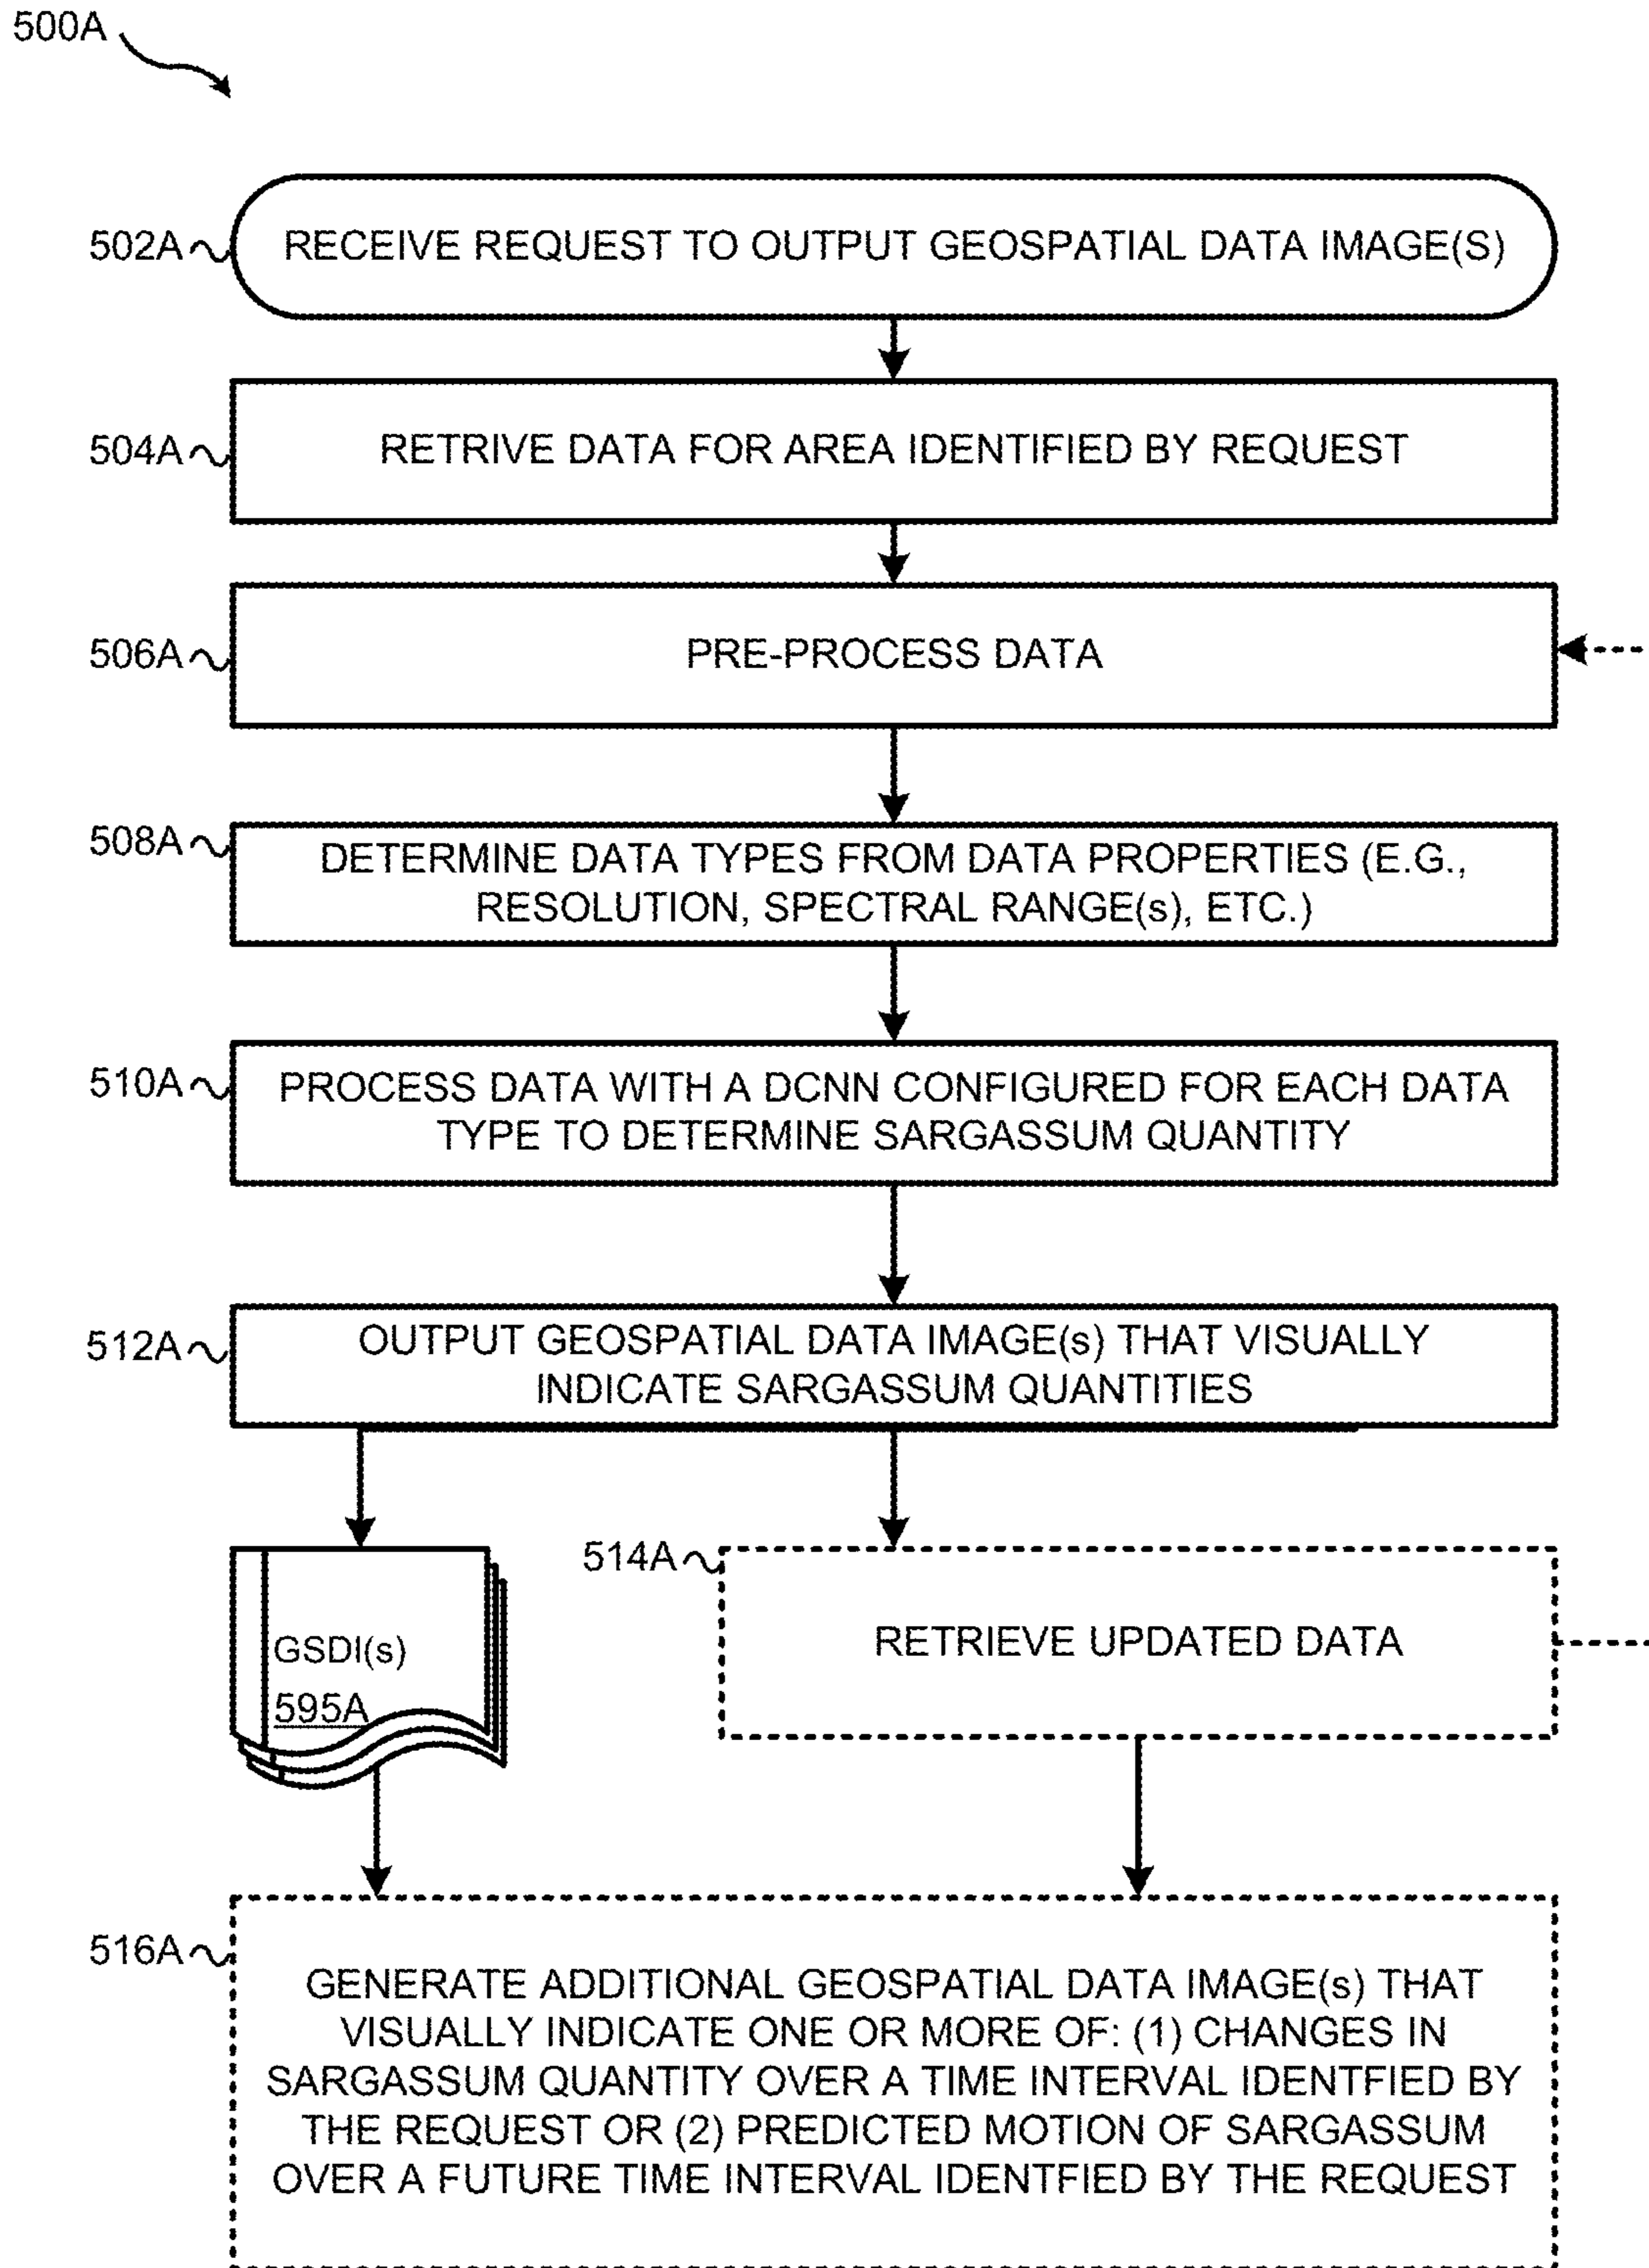 500A
502A
RECEIVE REQUEST TO OUTPUT GEOSPATIAL DATA IMAGE(S)
504A
RETRIVE DATA FOR AREA IDENTIFIED BY REQUEST
506A
PRE-PROCESS DATA
508A
DETERMINE DATA TYPES FROM DATA PROPERTIES (E.G.,
RESOLUTION, SPECTRAL RANGE(s), ETC.)
510A
PROCESS DATA WITH A DCNN CONFIGURED FOR EACH DATA
TYPE TO DETERMINE SARGASSUM QUANTITY
512A
OUTPUT GEOSPATIAL DATA IMAGE(s) THAT VISUALLY
INDICATE SARGASSUM QUANTITIES
GSDI(s)
595A
514A
RETRIEVE UPDATED DATA
516A
GENERATE ADDITIONAL GEOSPATIAL DATA IMAGE(s) THAT
VISUALLY INDICATE ONE OR MORE OF: (1) CHANGES IN
SARGASSUM QUANTITY OVER A TIME INTERVAL IDENTFIED BY
THE REQUEST OR (2) PREDICTED MOTION OF SARGASSUM
OVER A FUTURE TIME INTERVAL IDENTFIED BY THE REQUEST